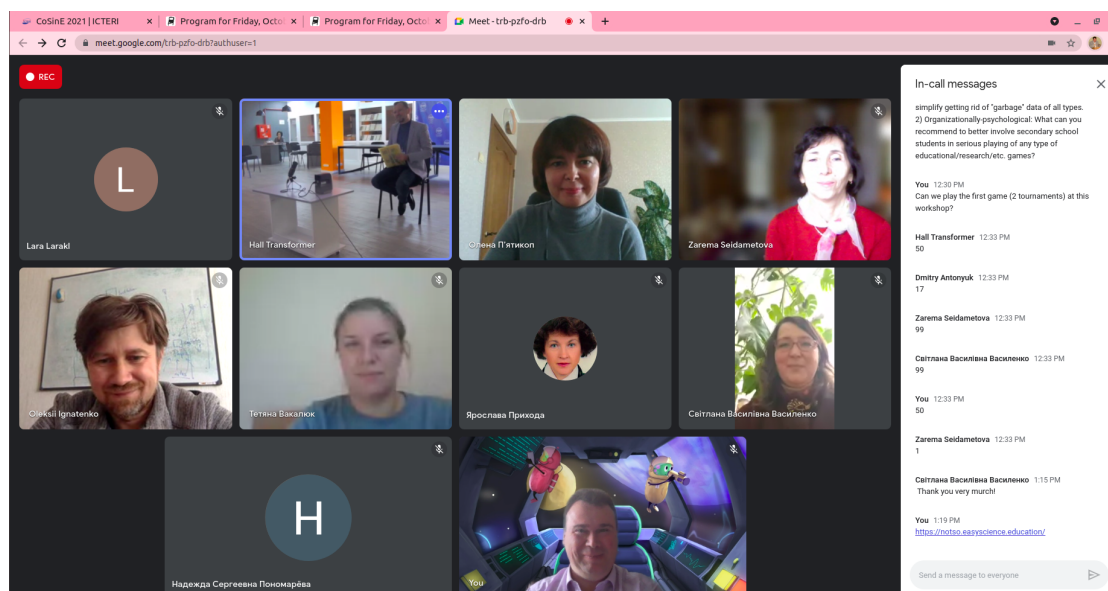 CoSinE 2021 | ICTERI
Program for Friday, Octo
Program for Friday, Octo
Meet - trb-pzfo-drb
meet.google.com/trb-pzfo-drb?authuser=1
REC
L
Lara Larakl
Hall Transformer
Олена П'ятикоп
Zarema Seidametova
Oleksii Ignatenko
Тетяна Вакалюк
Ярослава Прихода
Світлана Василівна Василенко
H
Надежда Сергеевна Пономарёва
You
In-call messages
simplify getting rid of "garbage" data of all types.
2) Organizationally-psychological: What can you
recommend to better involve secondary school
students in serious playing of any type of
educational/research/etc. games?
You 12:30 PM
Can we play the first game (2 tournaments) at this
workshop?
Hall Transformer 12:33 PM
50
Dmitry Antonyuk 12:33 PM
17
Zarema Seidametova 12:33 PM
99
Світлана Василівна Василенко 12:33 PM
99
You 12:33 PM
50
Zarema Seidametova 12:33 PM
1
Світлана Василівна Василенко 1:15 PM
Thank you very murch!
You 1:19 PM
https://notso.easyscience.education/
Send a message to everyone